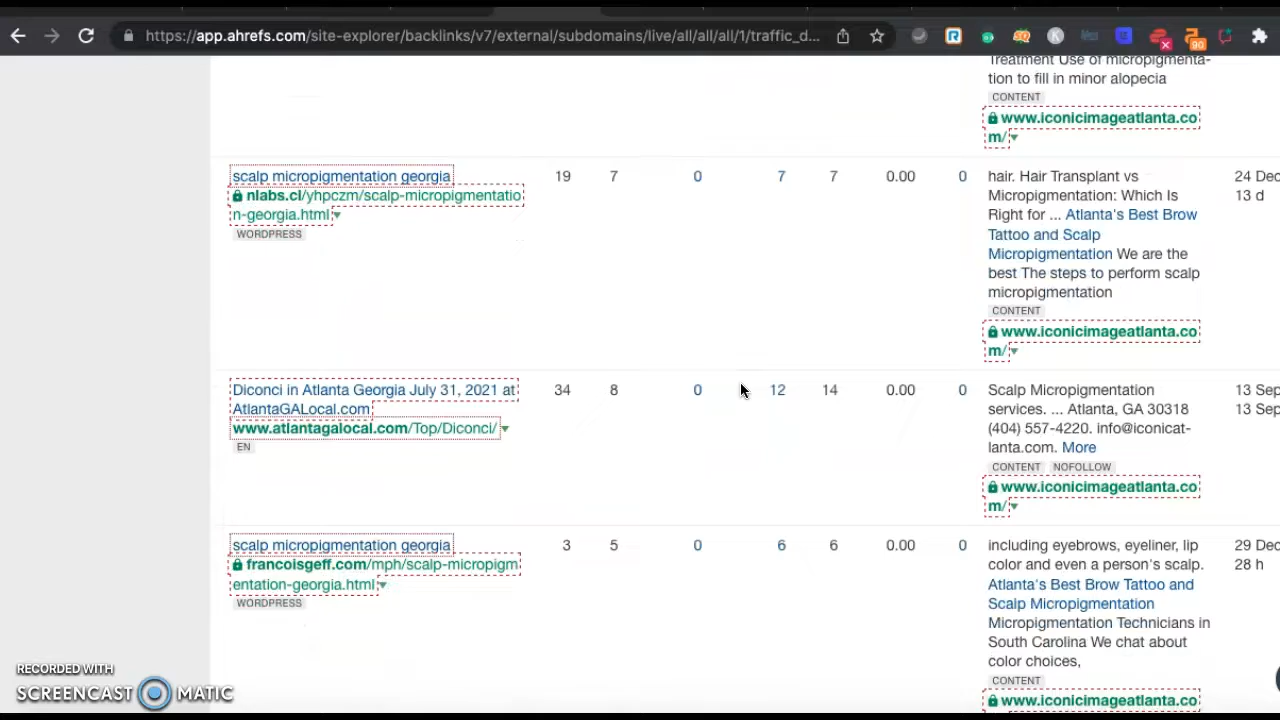 https://app.ahrefs.com/site-explorer/backlinks/v7/external/subdomains/live/all/all/all/1/traffic_d...
90
Treatment Use of micropigmenta-
tion to fill in minor alopecia
CONTENT
www.iconicimageatlanta.co
m/
scalp micropigmentation georgia 19 7 0 7 7 0.00 0 hair. Hair Transplant vs 24 Dec
nlabs.cl/yhpczm/scalp-micropigmentatio Micropigmentation: Which Is 13 d
n-georgia.html Right for ... Atlanta's Best Brow
WORDPRESS Tattoo and Scalp
Micropigmentation We are the
best The steps to perform scalp
micropigmentation
CONTENT
www.iconicimageatlanta.co
m/
Diconci in Atlanta Georgia July 31, 2021 at 34 8 0 12 14 0.00 0 Scalp Micropigmentation 13 Sep
AtlantaGALocal.com services. ... Atlanta, GA 30318 13 Sep
www.atlantagalocal.com/Top/Diconci/ (404) 557-4220. info@iconicat-
EN lanta.com. More
CONTENT NOFOLLOW
www.iconicimageatlanta.co
m/
scalp micropigmentation georgia 3 5 0 6 6 0.00 0 including eyebrows, eyeliner, lip 29 Dec
francoisgeff.com/mph/scalp-micropigm color and even a person's scalp. 28 h
entation-georgia.html Atlanta's Best Brow Tattoo and
WORDPRESS Scalp Micropigmentation
Micropigmentation Technicians in
South Carolina We chat about
color choices,
CONTENT
www.iconicimageatlanta.co
RECORDED WITH
SCREENCAST MATIC